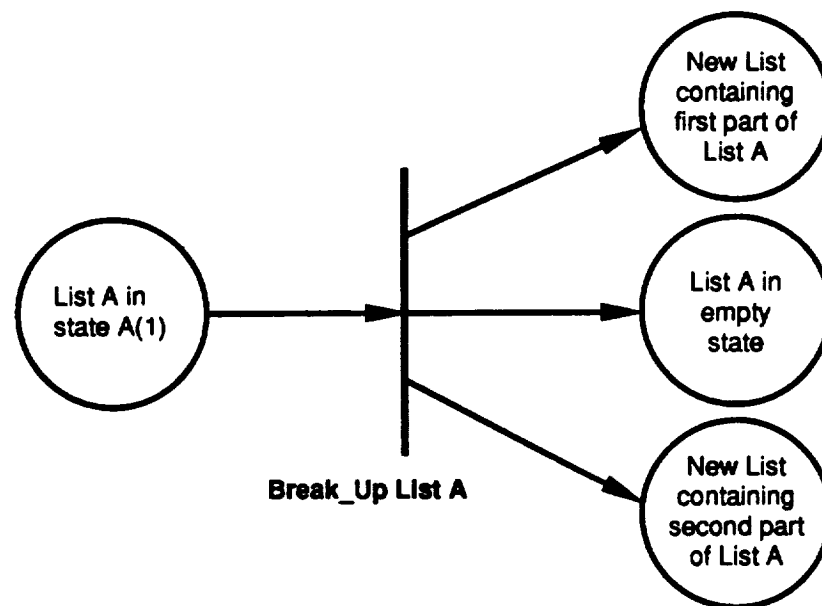 New List
containing
first part of
List A
List A in
state A(1)
List A in
empty
state
Break_Up List A
New List
containing
second part
of List A